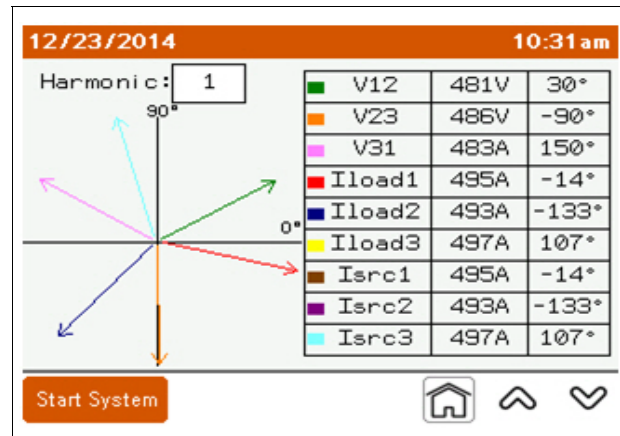 12/23/2014 10:31am
Harmonic: 1
90°
0°
V12 481V 30°
V23 486V -90°
V31 483A 150°
Iload1 495A -14°
Iload2 493A -133°
Iload3 497A 107°
Isrc1 495A -14°
Isrc2 493A -133°
Isrc3 497A 107°
Start System